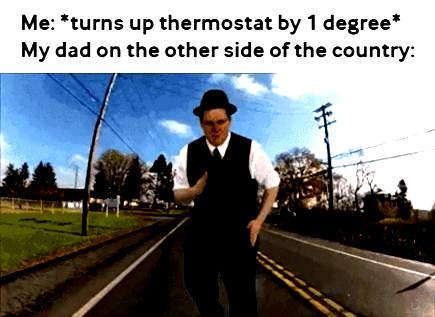 Me: *turns up thermostat by 1 degree*
My dad on the other side of the country: